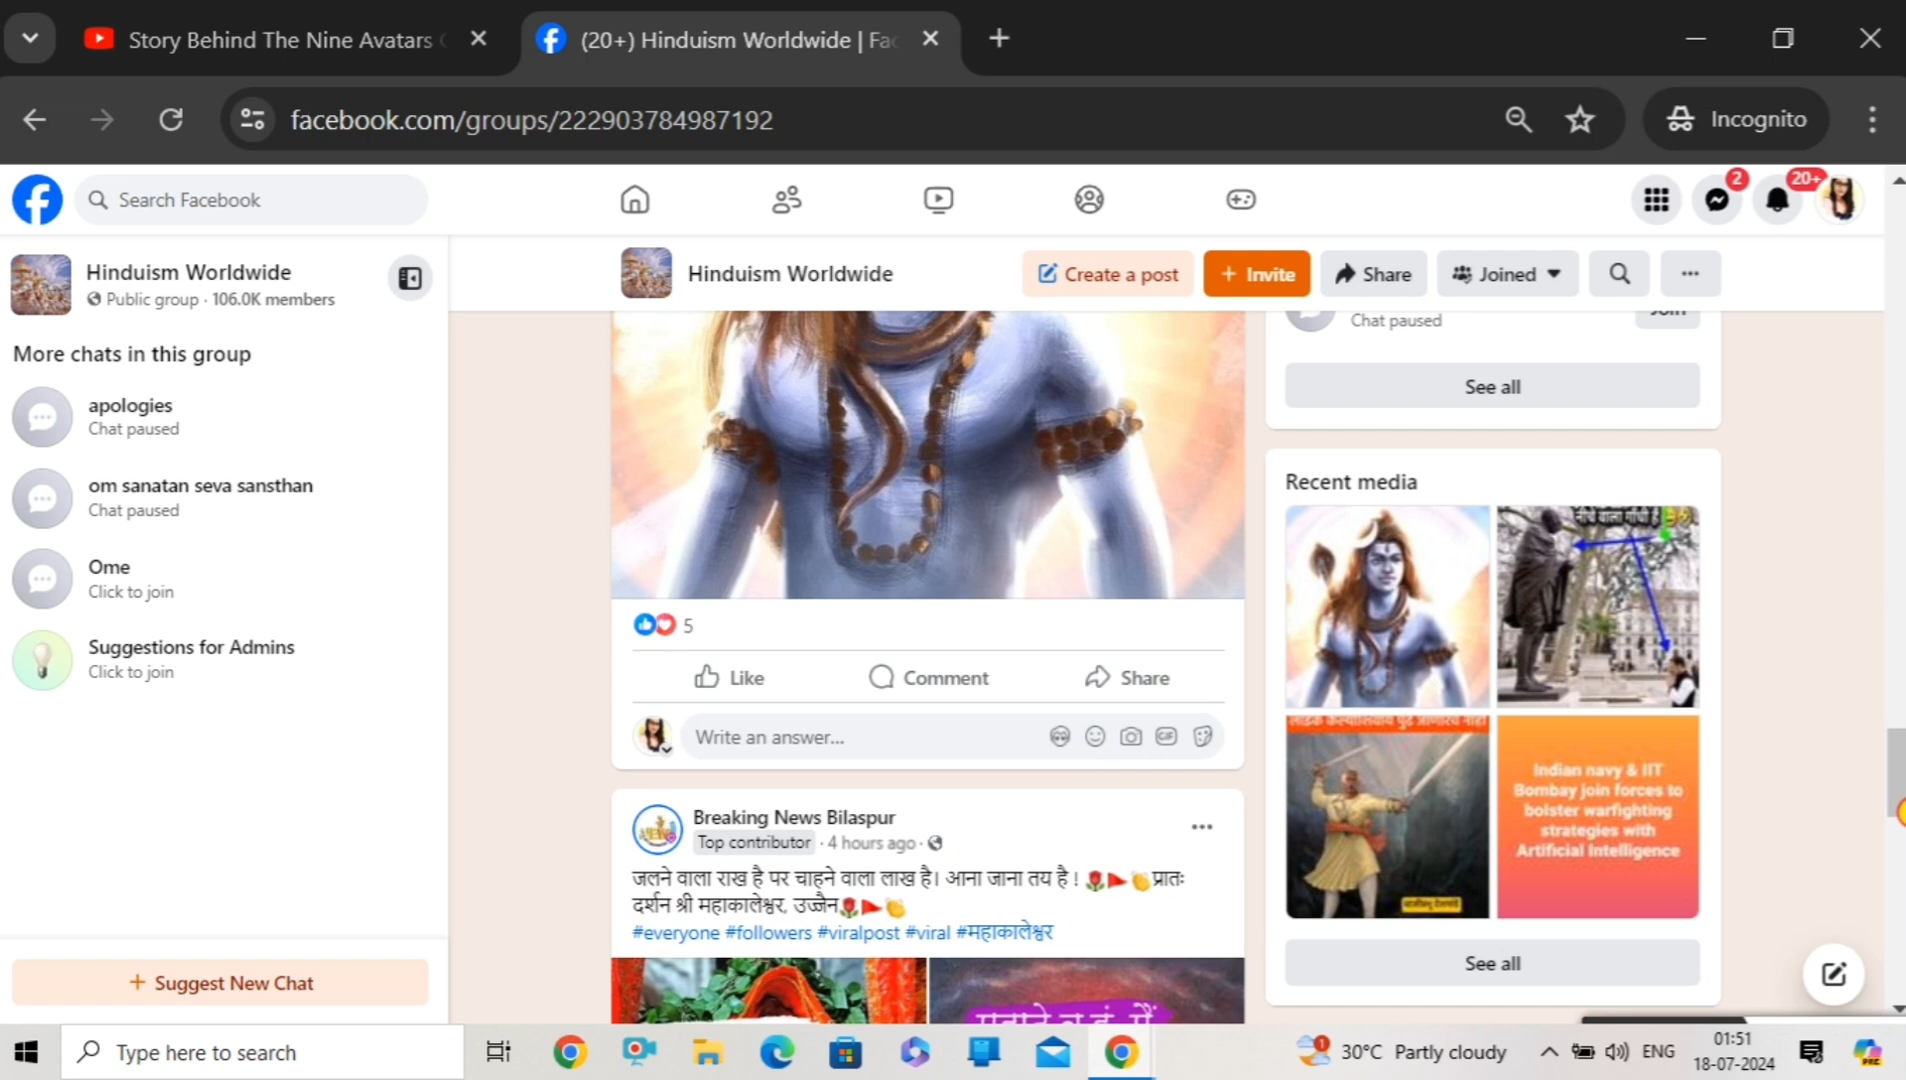 Story Behind The Nine Avatars
(20+) Hinduism Worldwide | Fac
facebook.com/groups/222903784987192
Incognito
Search Facebook
2
20+
Hinduism Worldwide
Public group · 106.0K members
Hinduism Worldwide
Create a post
+ Invite
Share
Joined
More chats in this group
apologies
Chat paused
om sanatan seva sansthan
Chat paused
Ome
Click to join
Suggestions for Admins
Click to join
+ Suggest New Chat
5
Like
Comment
Share
Write an answer...
GIF
Breaking News Bilaspur
Top contributor · 4 hours ago ·
जलने वाला राख है पर चाहने वाला लाख है। आना जाना तय है ! 🌹🚩👏प्रातः
दर्शन श्री महाकालेश्वर, उज्जैन🌹🚩👏
#everyone #followers #viralpost #viral #महाकालेश्वर
Chat paused
Join
See all
Recent media
नीचे वाला गाँधी है
Indian navy & IIT
Bombay join forces to
bolster warfighting
strategies with
Artificial Intelligence
See all
Type here to search
1
30°C Partly cloudy
ENG
01:51
18-07-2024
PRE